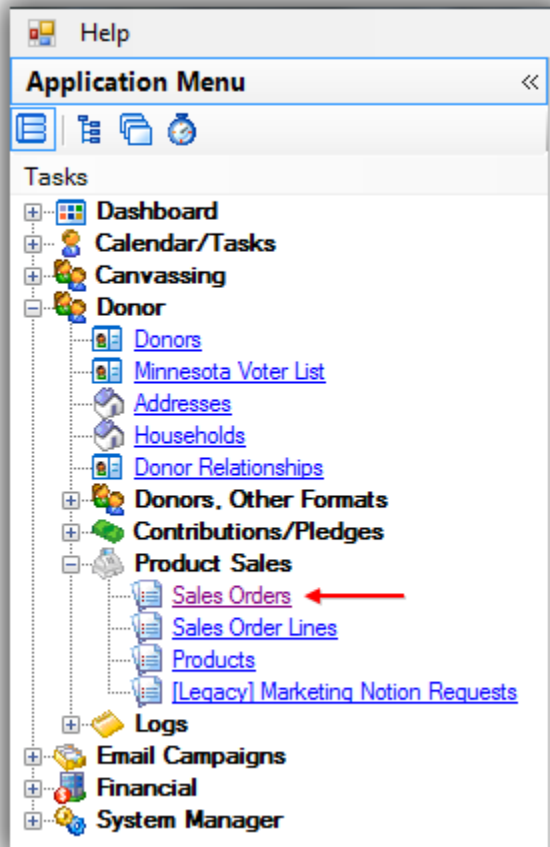 Help
Application Menu
Tasks
Dashboard
Calendar/Tasks
Canvassing
Donor
Donors
Minnesota Voter List
Addresses
Households
Donor Relationships
Donors, Other Formats
Contributions/Pledges
Product Sales
Sales Orders
Sales Order Lines
Products
[Legacy] Marketing Notion Requests
Logs
Email Campaigns
Financial
System Manager